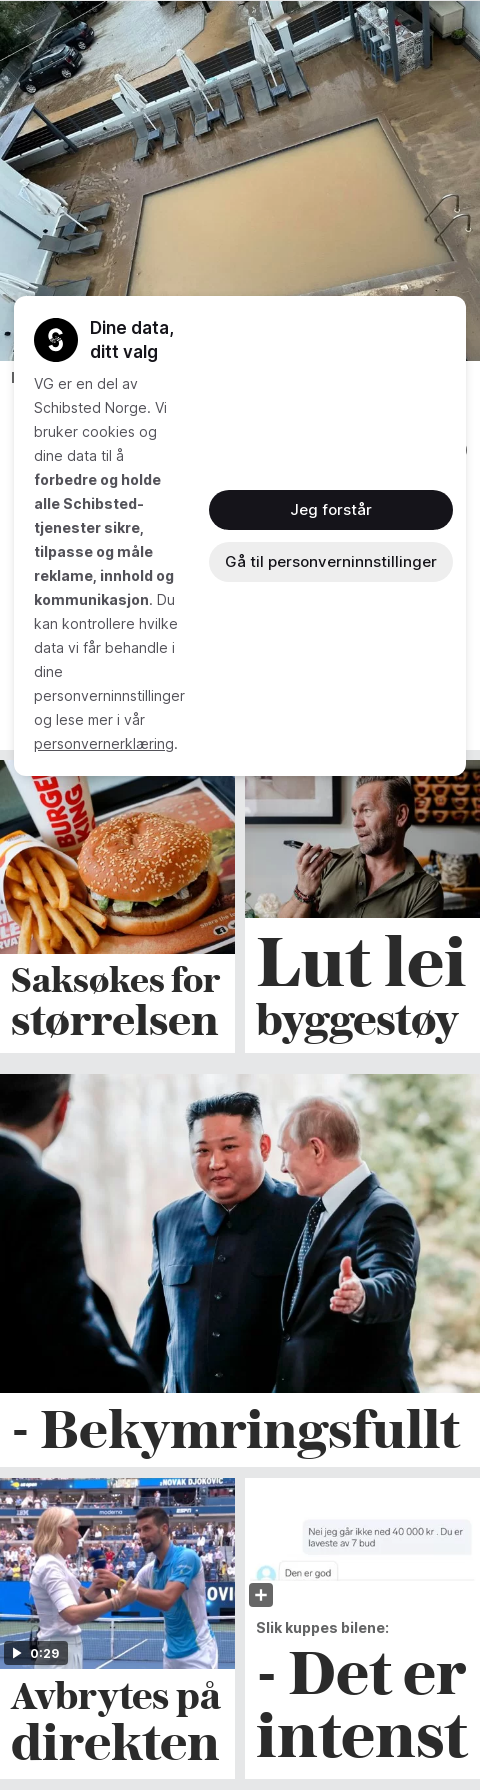 Dine data,
ditt valg
VG er en del av
Schibsted Norge. Vi
bruker cookies og
dine data til å
forbedre og holde
alle Schibsted-
tjenester sikre,
tilpasse og måle
reklame, innhold og
kommunikasjon. Du
kan kontrollere hvilke
data vi får behandle i
dine
personverninnstillinger
og lese mer i vår
personvernerklæring.
Jeg forstår
Gå til personverninnstillinger
BURGER
KING
Saksøkes for
størrelsen
Lut lei
byggestøy
- Bekymringsfullt
NOVAK DJOKOVIC
moderna
ESPN
0:29
Avbrytes på
direkten
Nei jeg går ikke ned 40 000 kr . Du er
laveste av 7 bud
Den er god
Slik kuppes bilene:
- Det er
intenst